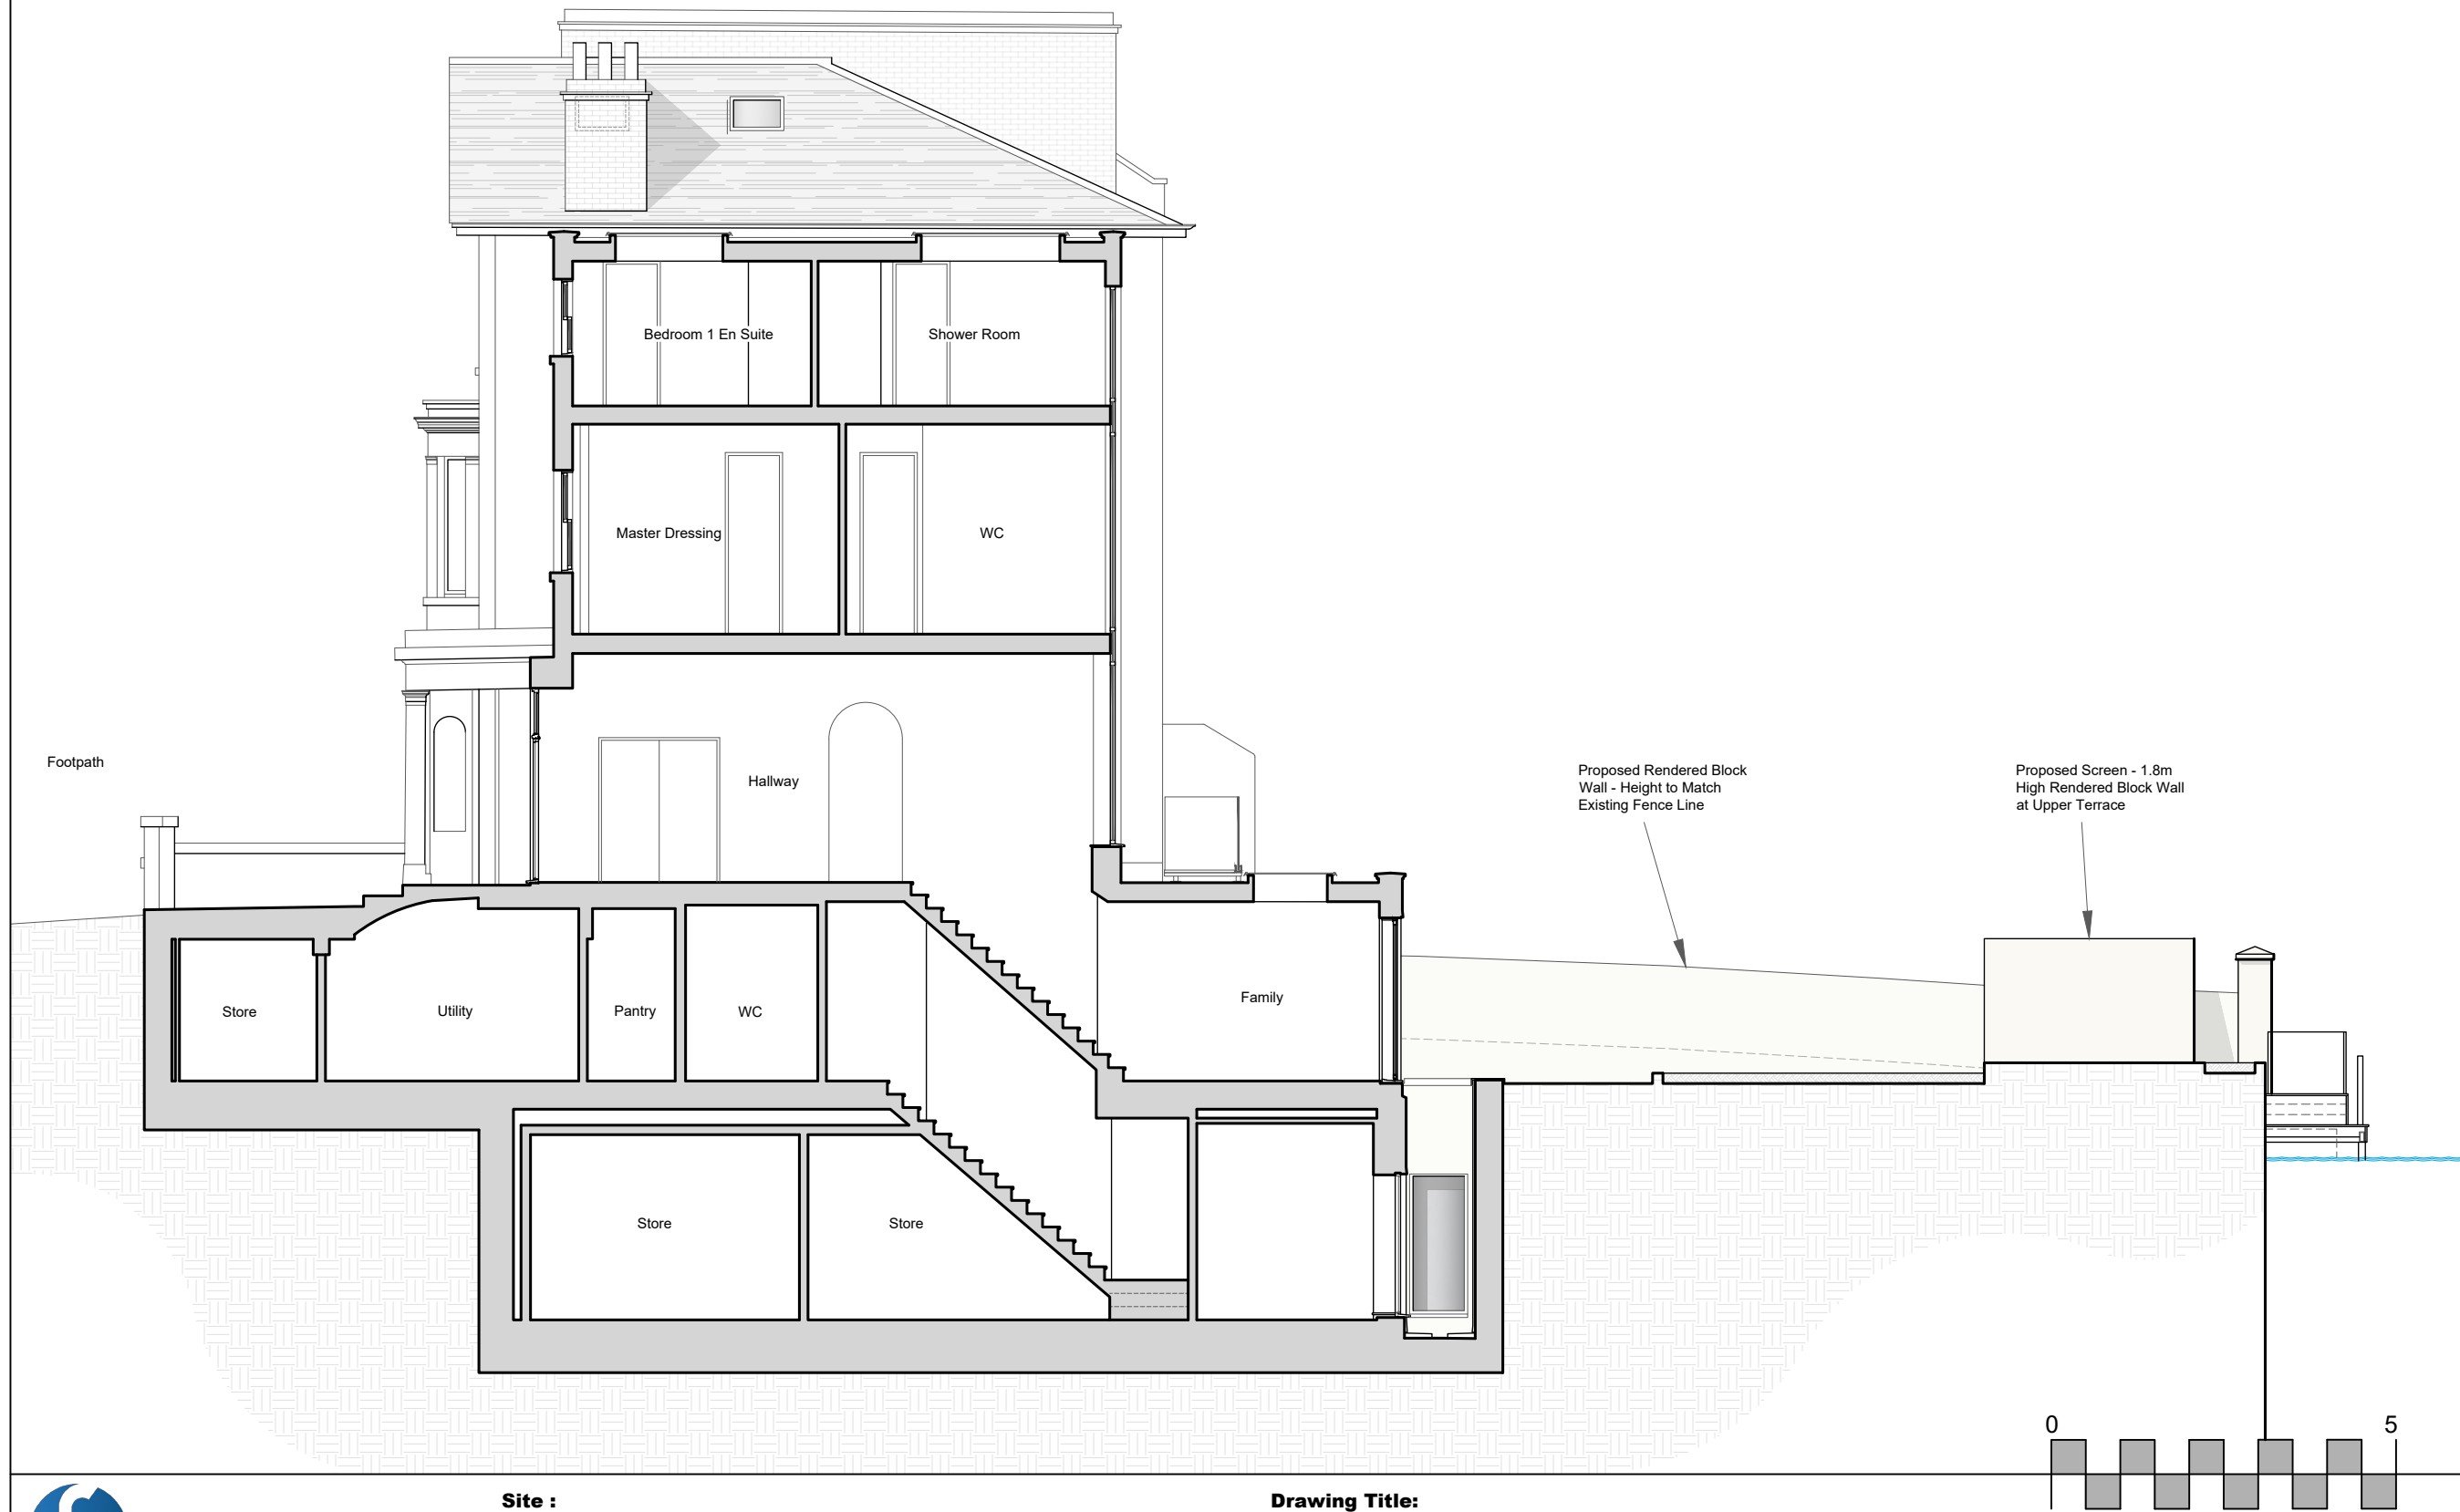 Bedroom 1 En Suite
Shower Room
Master Dressing
WC
Footpath
Hallway
Proposed Rendered Block
Wall - Height to Match
Existing Fence Line
Proposed Screen - 1.8m
High Rendered Block Wall
at Upper Terrace
Store
Utility
Pantry
WC
Family
Store
Store
0
5
Site :
Drawing Title: